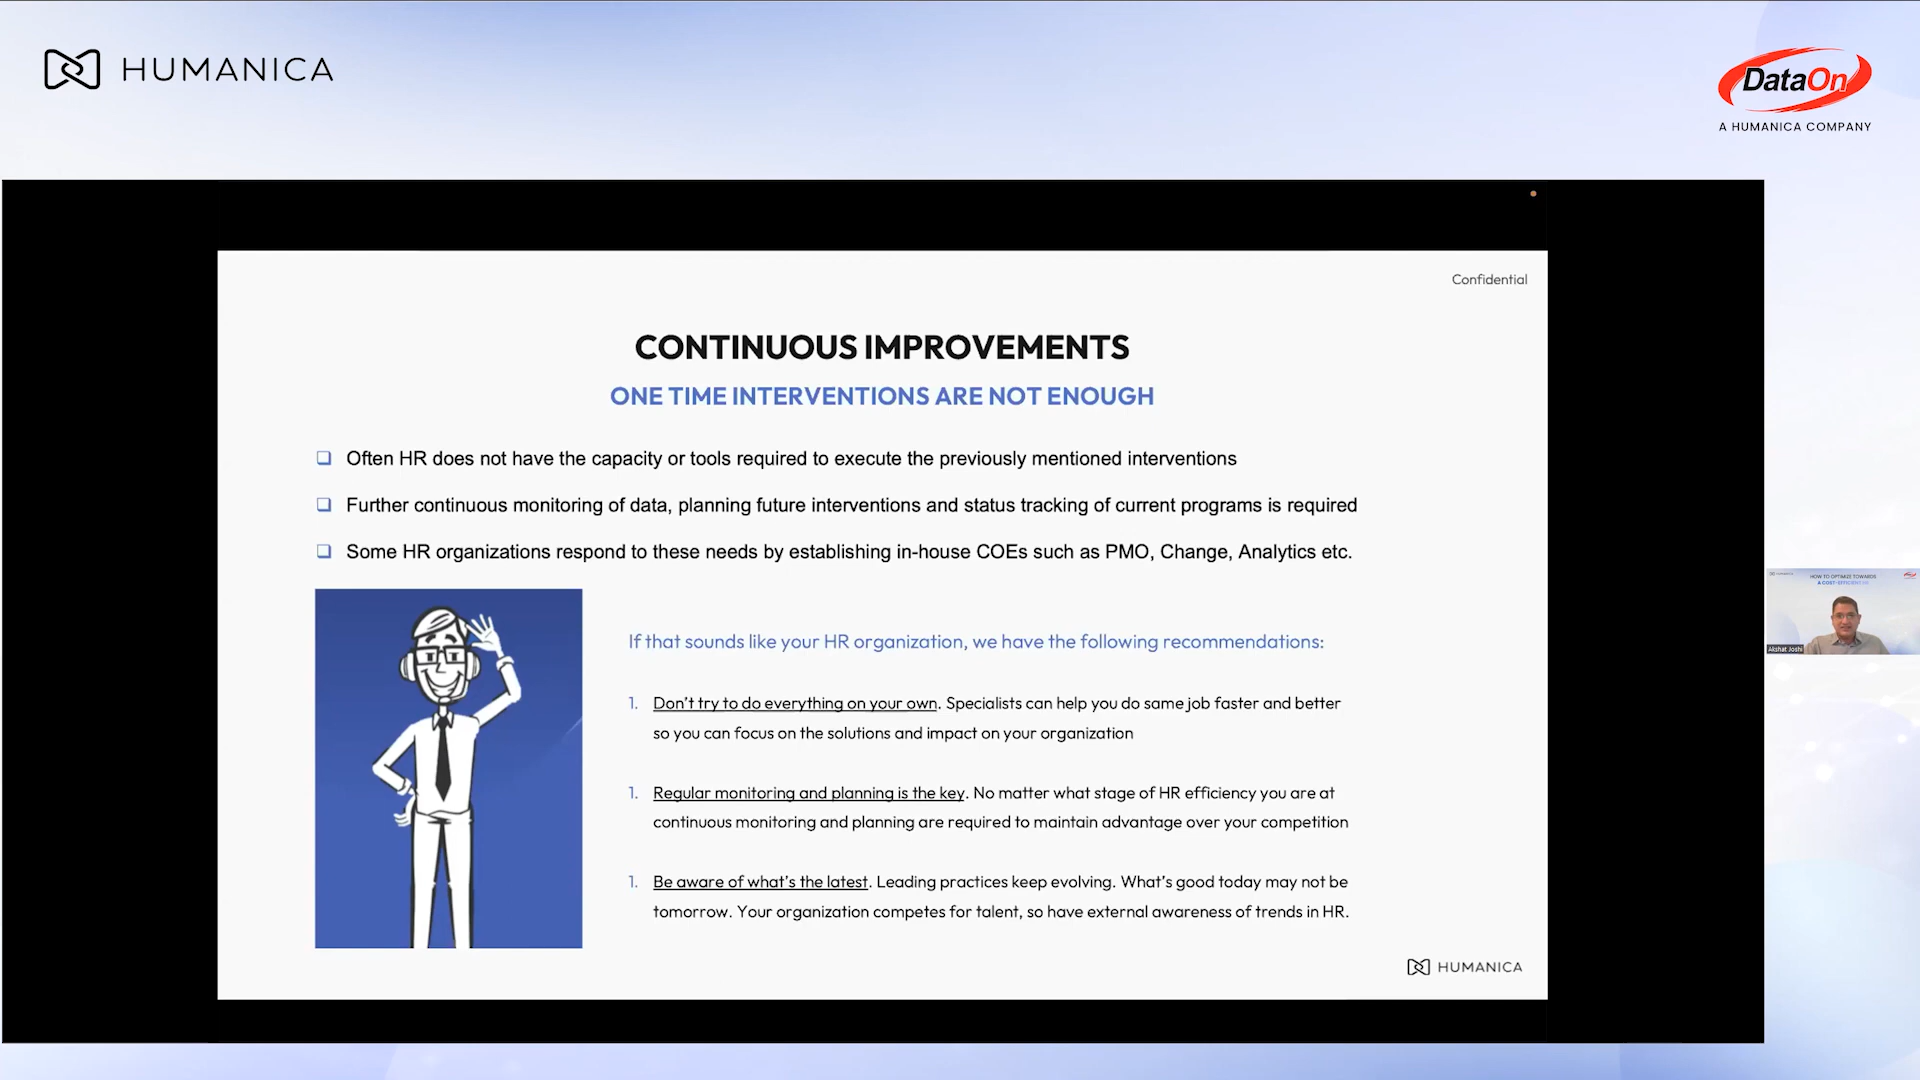 HUMANICA
DataOn
A HUMANICA COMPANY
Confidential
CONTINUOUS IMPROVEMENTS
ONE TIME INTERVENTIONS ARE NOT ENOUGH
Often HR does not have the capacity or tools required to execute the previously mentioned interventions
Further continuous monitoring of data, planning future interventions and status tracking of current programs is required
Some HR organizations respond to these needs by establishing in-house COEs such as PMO, Change, Analytics etc.
If that sounds like your HR organization, we have the following recommendations:
1. Don't try to do everything on your own. Specialists can help you do same job faster and better
so you can focus on the solutions and impact on your organization
1. Regular monitoring and planning is the key. No matter what stage of HR efficiency you are at
continuous monitoring and planning are required to maintain advantage over your competition
1. Be aware of what's the latest. Leading practices keep evolving. What's good today may not be
tomorrow. Your organization competes for talent, so have external awareness of trends in HR.
HUMANICA
HOW TO OPTIMIZE TOWARDS
Akshat Joshi